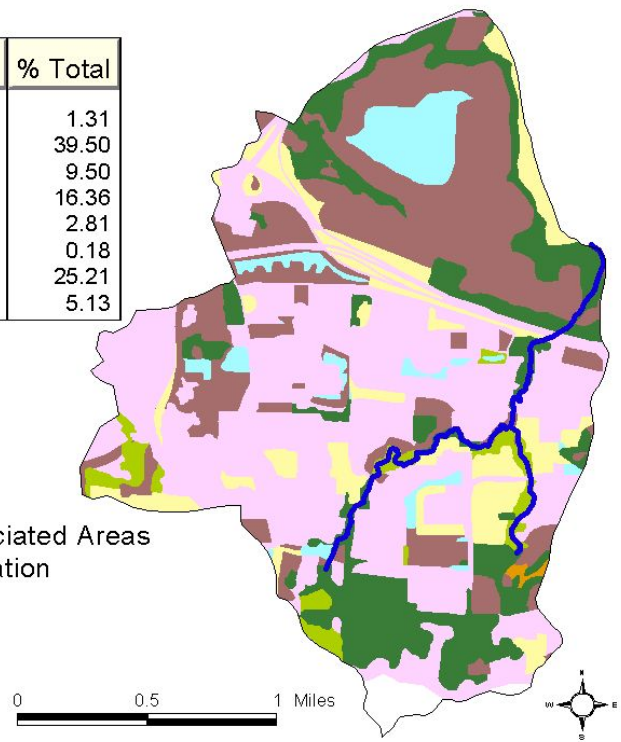 % Total
1.31
39.50
9.50
16.36
2.81
0.18
25.21
5.13
ciated Areas
ation
0 0.5 1 Miles
N
W E
S